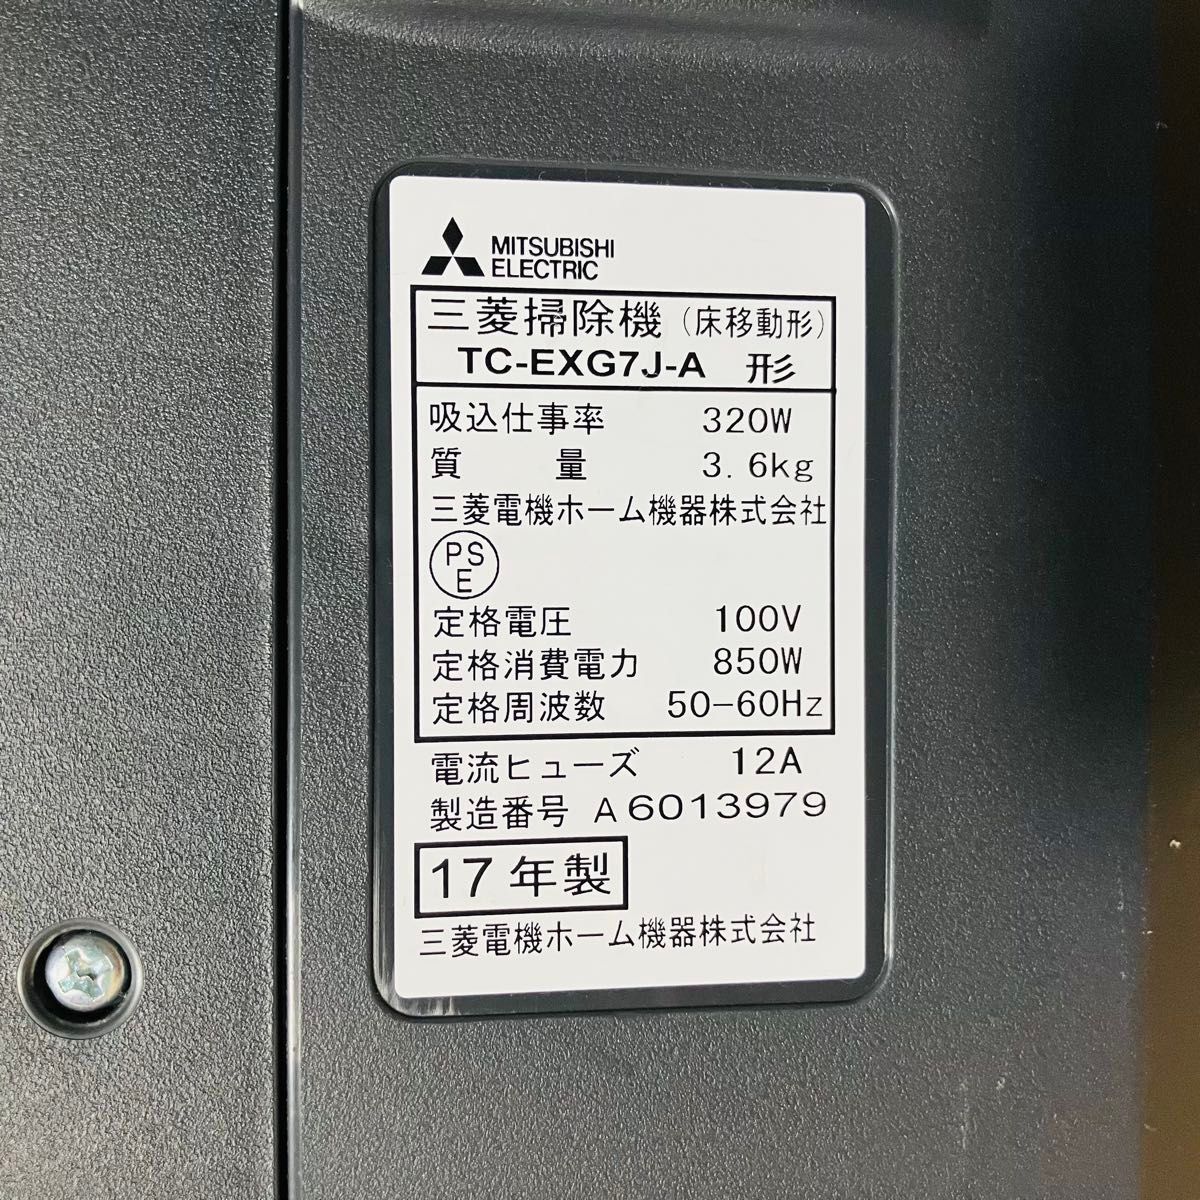 MITSUBISHI
ELECTRIC
三菱掃除機（床移動形）
TC-EXG7J-A 形
吸込仕事率 320W
質量 3.6kg
三菱電機ホーム機器株式会社
PS
E
定格電圧 100V
定格消費電力 850W
定格周波数 50-60Hz
電流ヒューズ 12A
製造番号 A6013979
17年製
三菱電機ホーム機器株式会社